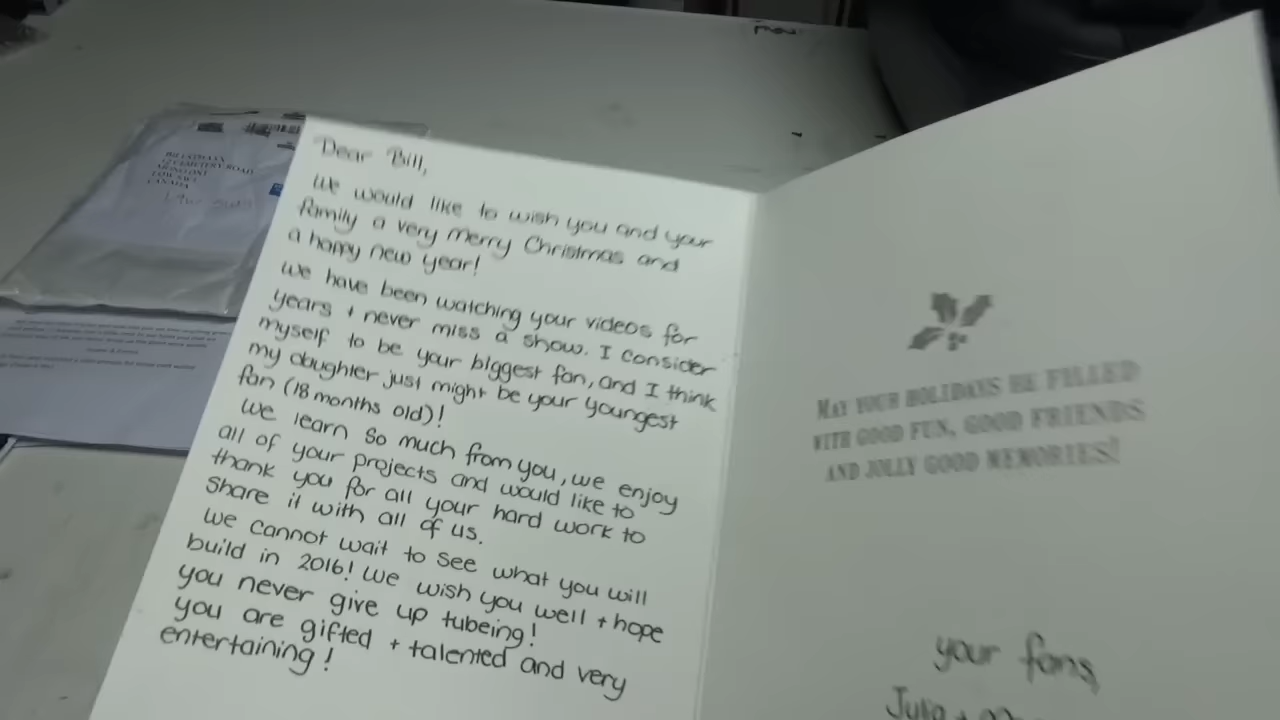 Dear Bill,
We would like to wish you and your
family a very Merry Christmas and
a happy new year!
We have been watching your videos for
years + never miss a show. I consider
myself to be your biggest fan, and I think
my daughter just might be your youngest
fan (18 months old)!
We learn so much from you, we enjoy
all of your projects and would like to
thank you for all your hard work to
share it with all of us.
We cannot wait to see what you will
build in 2016! We wish you well + hope
you never give up tubeing!
you are gifted + talented and very
entertaining!
MAY YOUR HOLIDAYS BE FILLED
WITH GOOD FUN, GOOD FRIENDS
AND JOLLY GOOD MEMORIES!
your fans,
Julia +
CEMETERY ROAD
CANADA